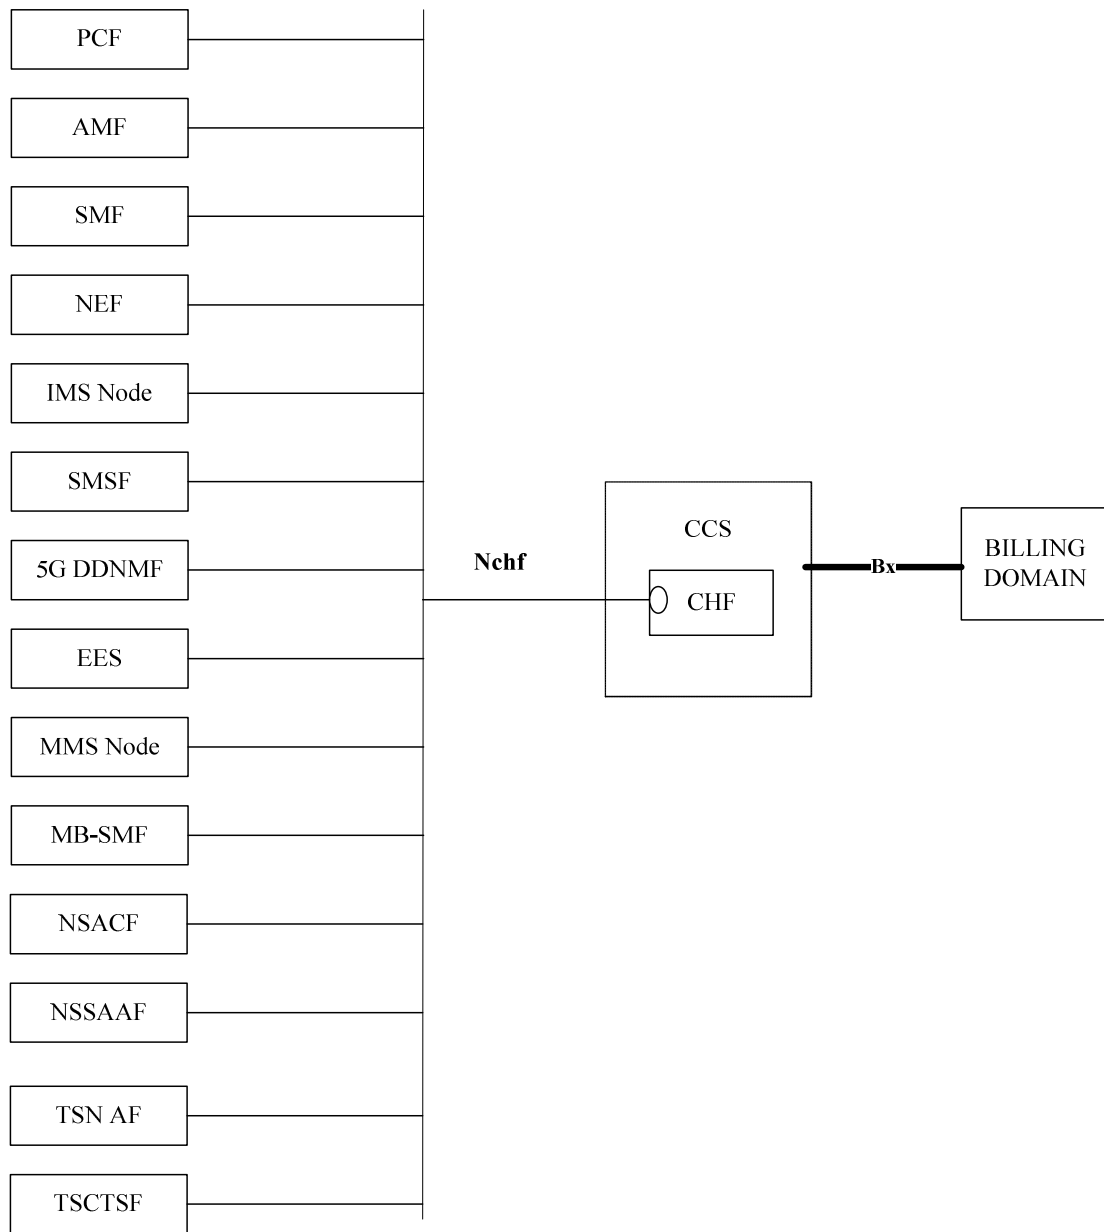 PCF
AMF
SMF
NEF
IMS Node
SMSF
5G DDNMF
EES
MMS Node
MB-SMF
NSACF
NSSAAF
TSN AF
TSCTSF
Nchf
CCS
CHF
Bx
BILLING
DOMAIN